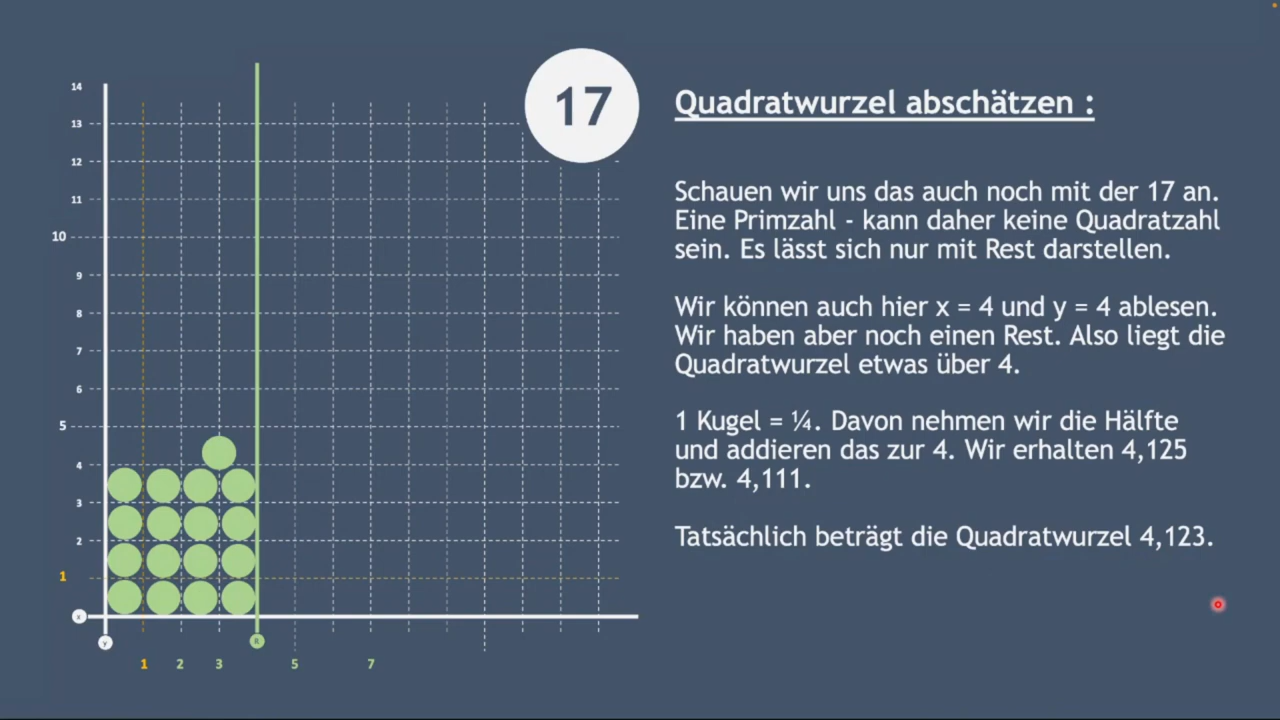 17
Quadratwurzel abschätzen :
Schauen wir uns das auch noch mit der 17 an.
Eine Primzahl - kann daher keine Quadratzahl
sein. Es lässt sich nur mit Rest darstellen.
Wir können auch hier x = 4 und y = 4 ablesen.
Wir haben aber noch einen Rest. Also liegt die
Quadratwurzel etwas über 4.
1 Kugel = ¼. Davon nehmen wir die Hälfte
und addieren das zur 4. Wir erhalten 4,125
bzw. 4,111.
Tatsächlich beträgt die Quadratwurzel 4,123.
14
13
12
11
10
9
8
7
6
5
4
3
2
1
X
Y
R
1 2 3 5 7